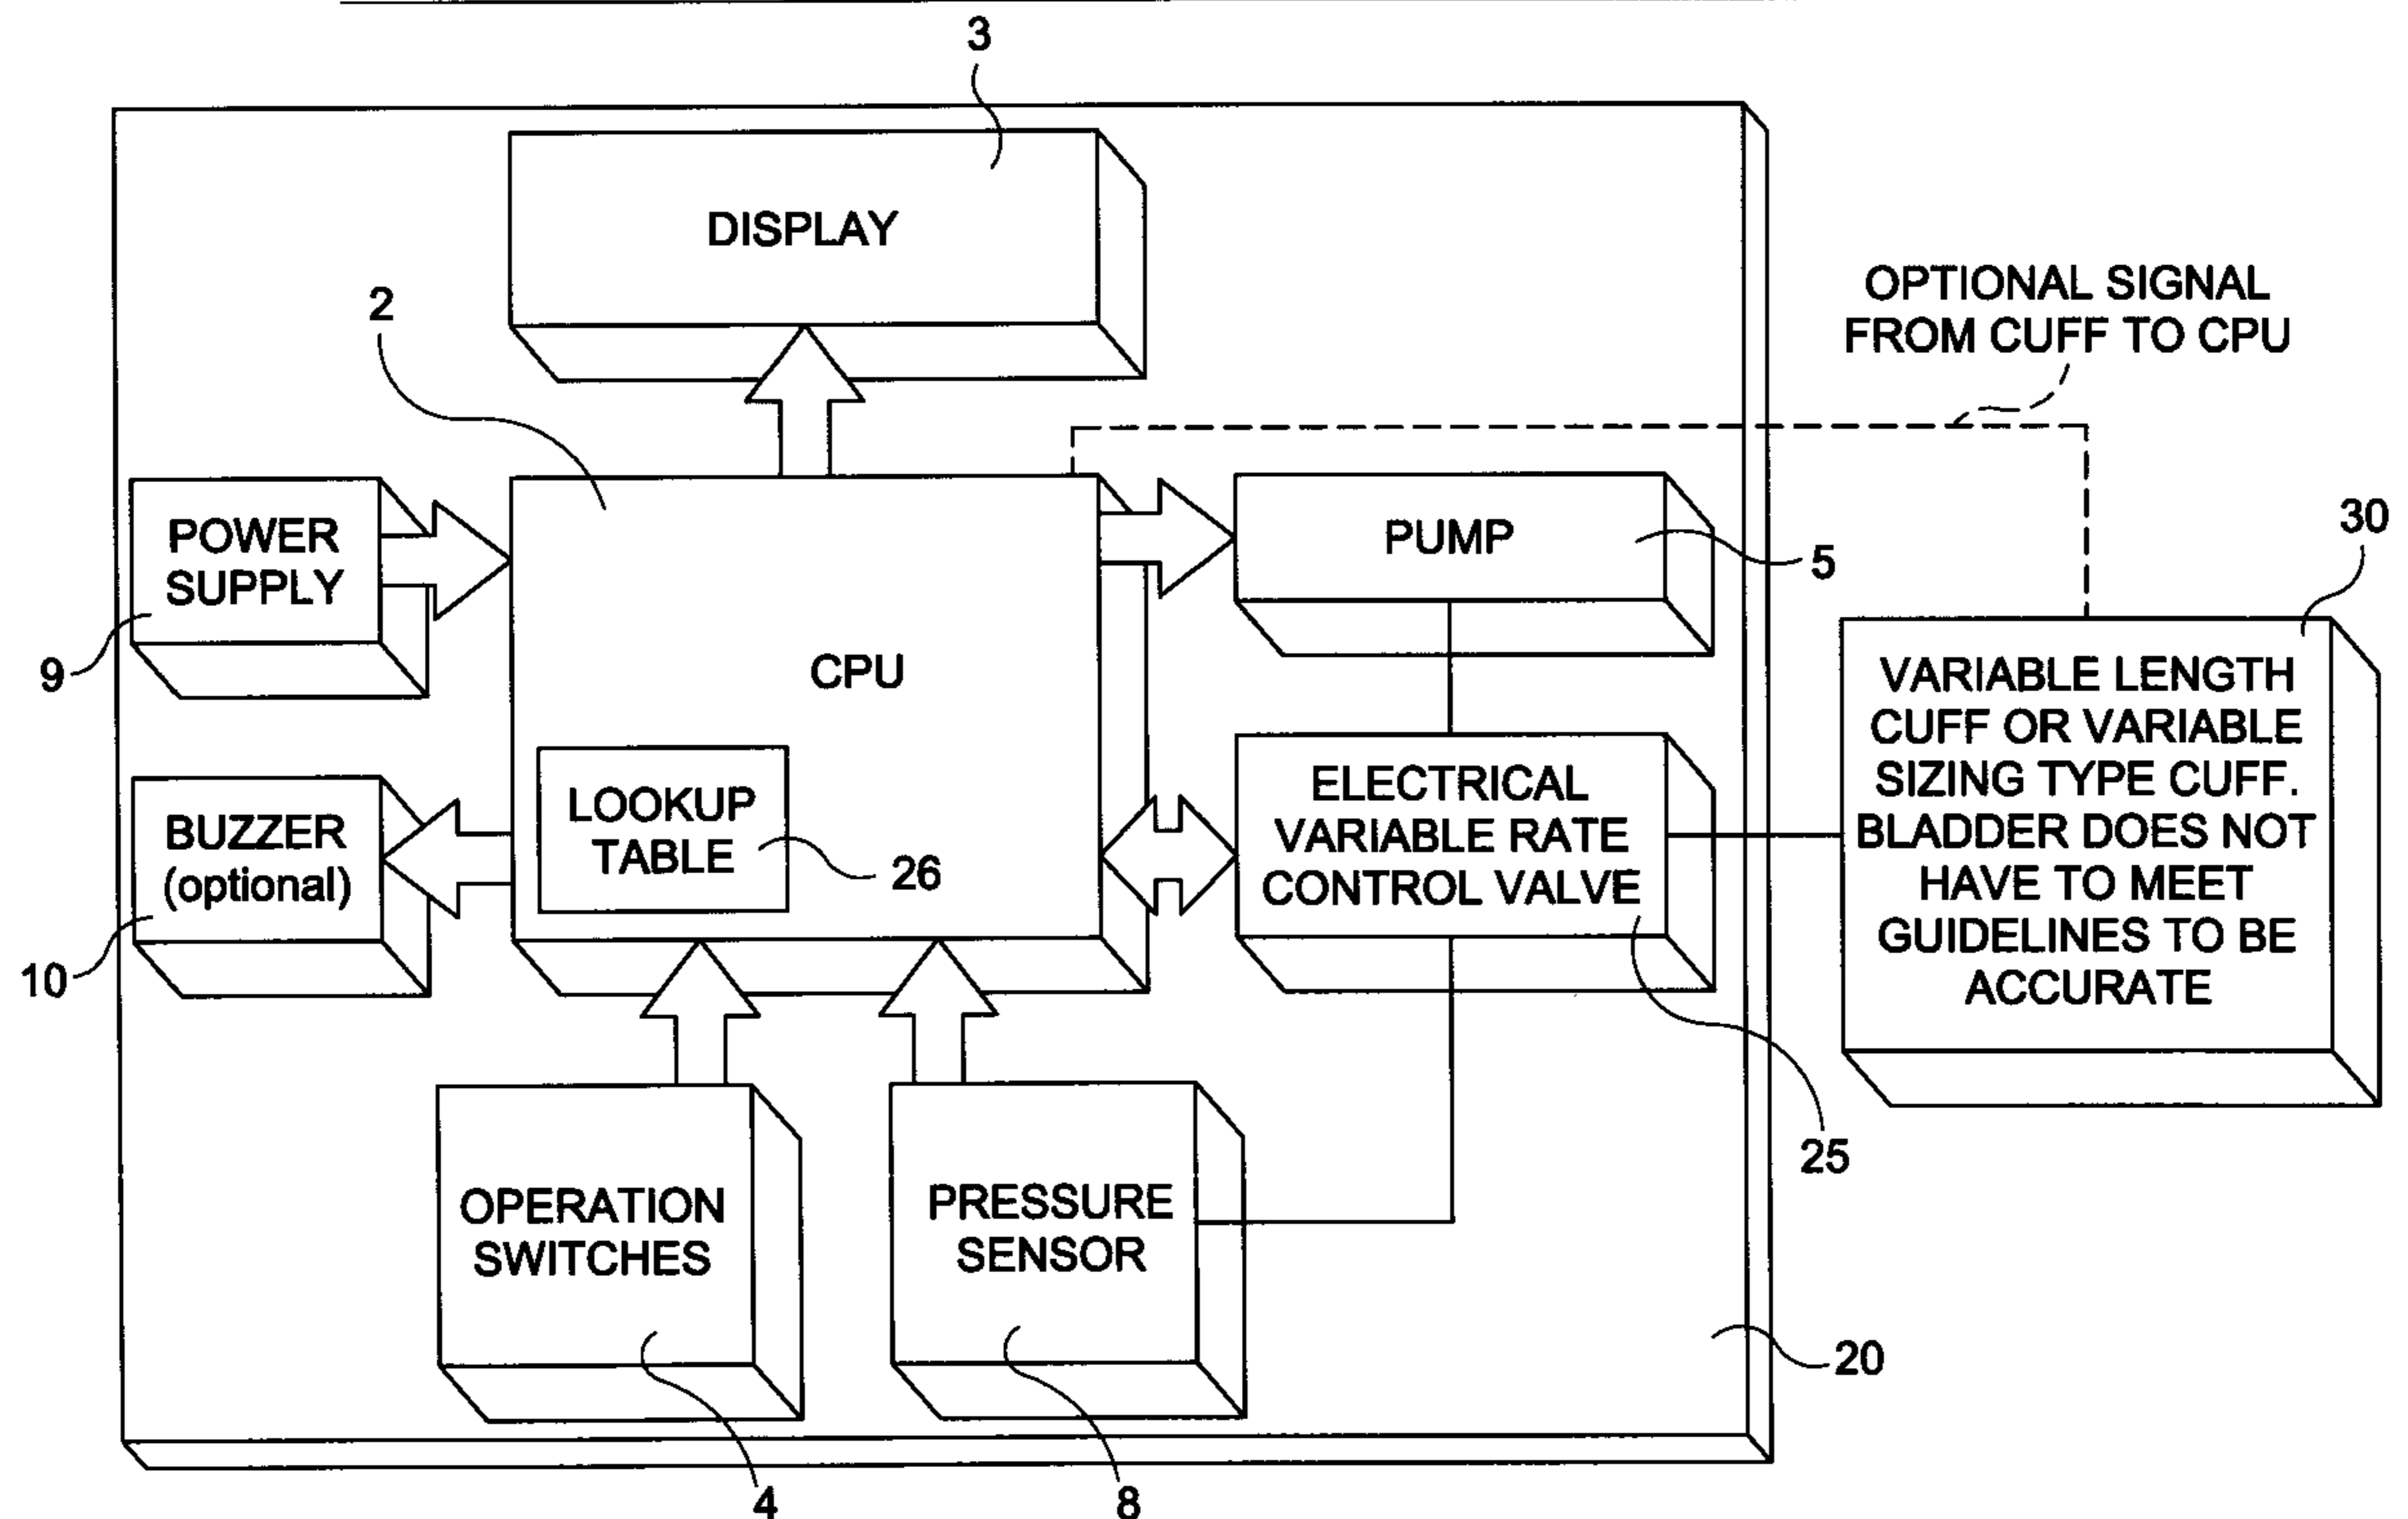 3
DISPLAY
2
OPTIONAL SIGNAL
FROM CUFF TO CPU
POWER
SUPPLY
9
CPU
PUMP
5
30
LOOKUP
TABLE
26
BUZZER
(optional)
10
ELECTRICAL
VARIABLE RATE
CONTROL VALVE
25
VARIABLE LENGTH
CUFF OR VARIABLE
SIZING TYPE CUFF.
BLADDER DOES NOT
HAVE TO MEET
GUIDELINES TO BE
ACCURATE
OPERATION
SWITCHES
4
PRESSURE
SENSOR
8
20